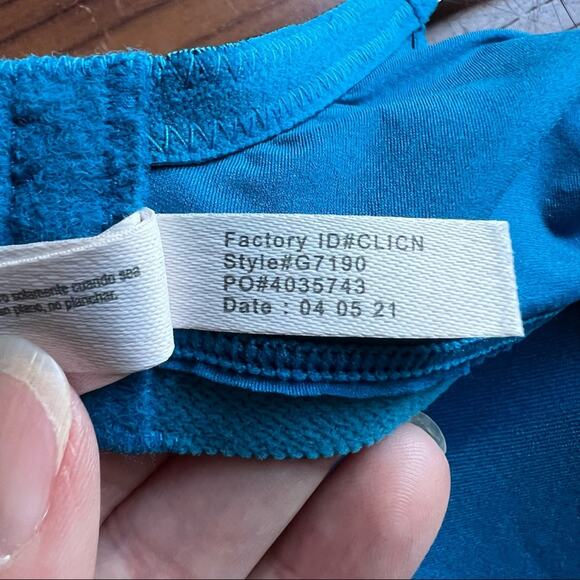 Factory ID#CLICN
Style#G7190
PO#4035743
Date : 04 05 21
solamente cuando sea
plano, no planchar.